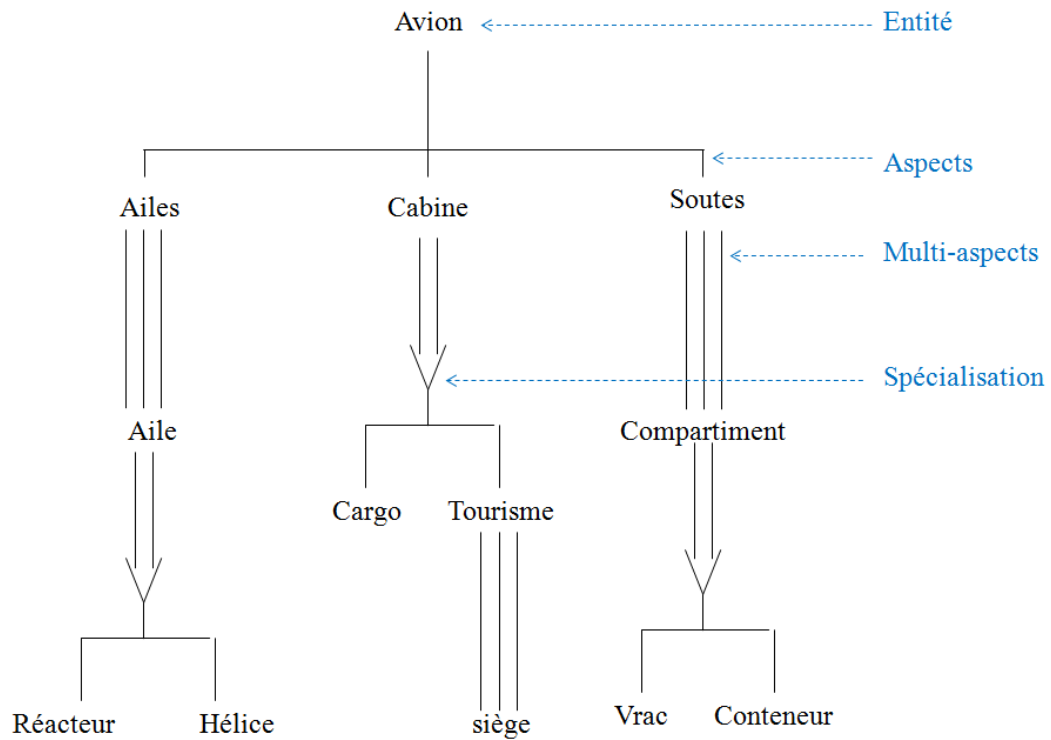 Avion
Entité
Aspects
Ailes
Cabine
Soutes
Multi-aspects
Spécialisation
Aile
Compartiment
Cargo
Tourisme
Réacteur
Hélice
siège
Vrac
Conteneur